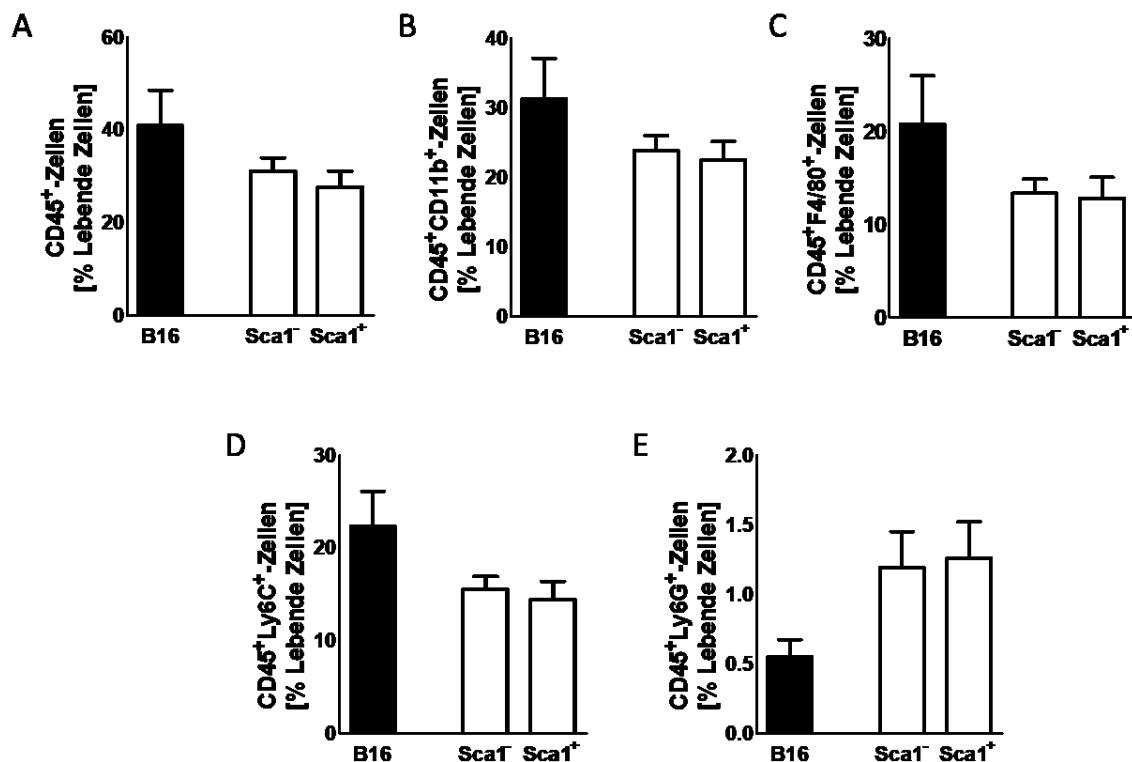 A
CD45⁺-Zellen
[% Lebende Zellen]
60
40
20
0
B16
Sca1⁻
Sca1⁺
B
CD45⁺CD11b⁺-Zellen
[% Lebende Zellen]
40
30
20
10
0
B16
Sca1⁻
Sca1⁺
C
CD45⁺F4/80⁺-Zellen
[% Lebende Zellen]
30
20
10
0
B16
Sca1⁻
Sca1⁺
D
CD45⁺Ly6C⁺-Zellen
[% Lebende Zellen]
30
20
10
0
B16
Sca1⁻
Sca1⁺
E
CD45⁺Ly6G⁺-Zellen
[% Lebende Zellen]
2.0
1.5
1.0
0.5
0.0
B16
Sca1⁻
Sca1⁺